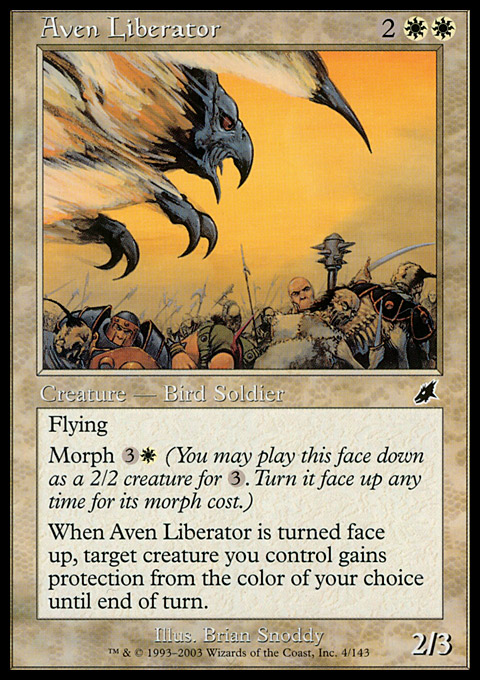 Aven Liberator 2
Creature — Bird Soldier
Flying
Morph 3 (You may play this face down
as a 2/2 creature for 3. Turn it face up any
time for its morph cost.)
When Aven Liberator is turned face
up, target creature you control gains
protection from the color of your choice
until end of turn.
Illus. Brian Snoddy
™ & © 1993–2003 Wizards of the Coast, Inc. 4/143
2/3